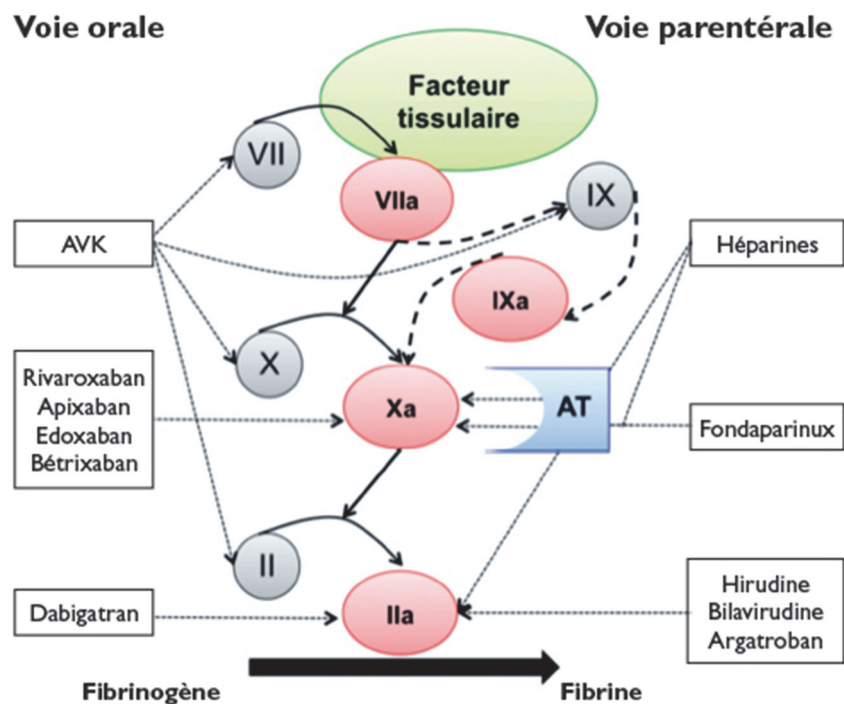 Voie orale
Voie parentérale
Facteur
tissulaire
VII
VIIa
IX
AVK
Héparines
IXa
X
Rivaroxaban
Apixaban
Edoxaban
Bétrixaban
Xa
AT
Fondaparinux
II
Dabigatran
IIa
Hirudine
Bilavirudine
Argatroban
Fibrinogène
Fibrine